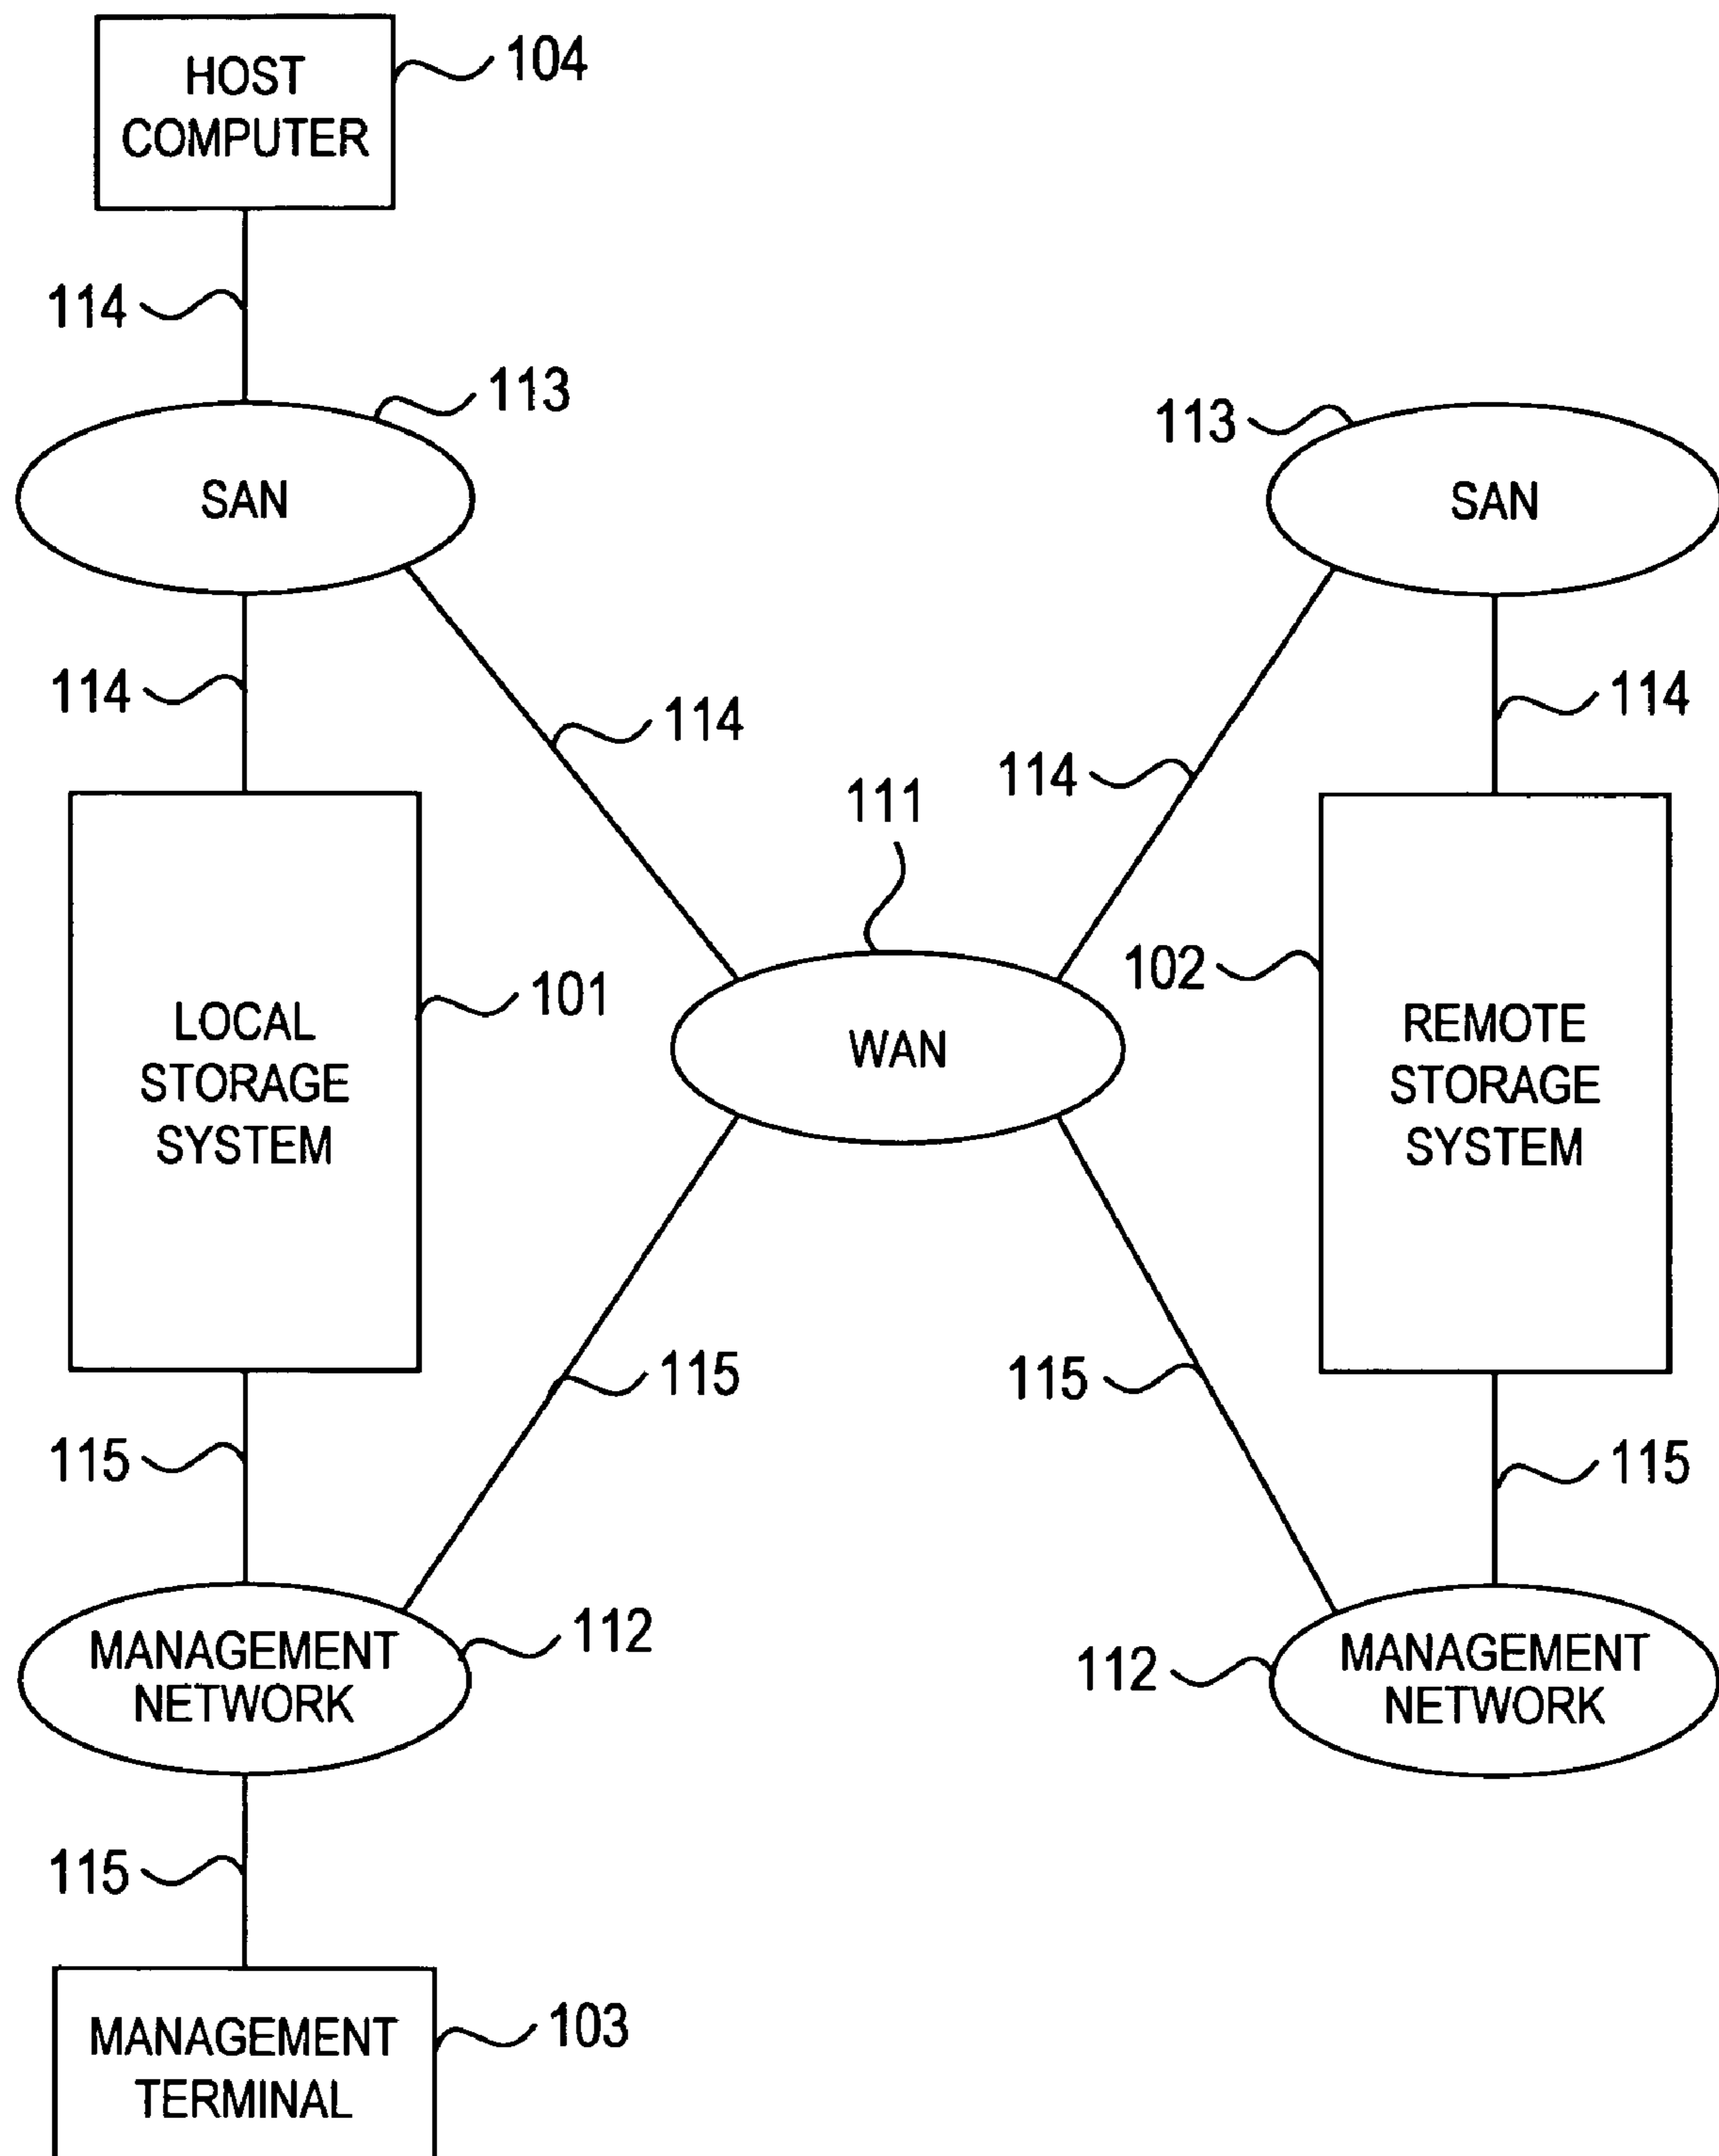 HOST
COMPUTER
104
114
113
SAN
113
SAN
114
114
114
114
111
LOCAL
STORAGE
SYSTEM
101
WAN
102
REMOTE
STORAGE
SYSTEM
115
115
115
115
MANAGEMENT
NETWORK
112
112
MANAGEMENT
NETWORK
115
MANAGEMENT
TERMINAL
103